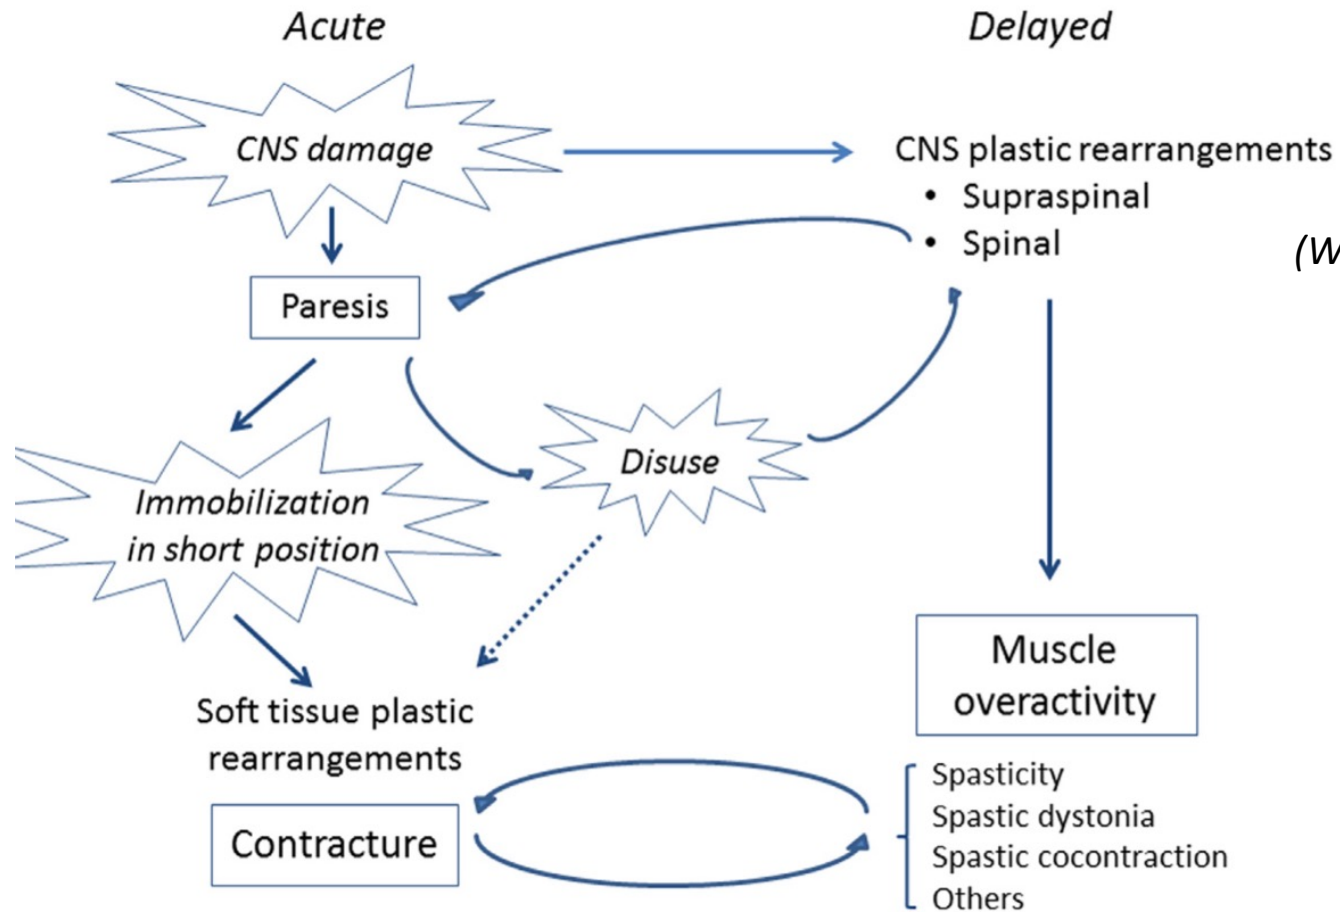 Acute
Delayed
CNS damage
CNS plastic rearrangements
• Supraspinal
• Spinal
(W
Paresis
Disuse
Immobilization
in short position
Muscle
overactivity
Soft tissue plastic
rearrangements
Contracture
Spasticity
Spastic dystonia
Spastic cocontraction
Others